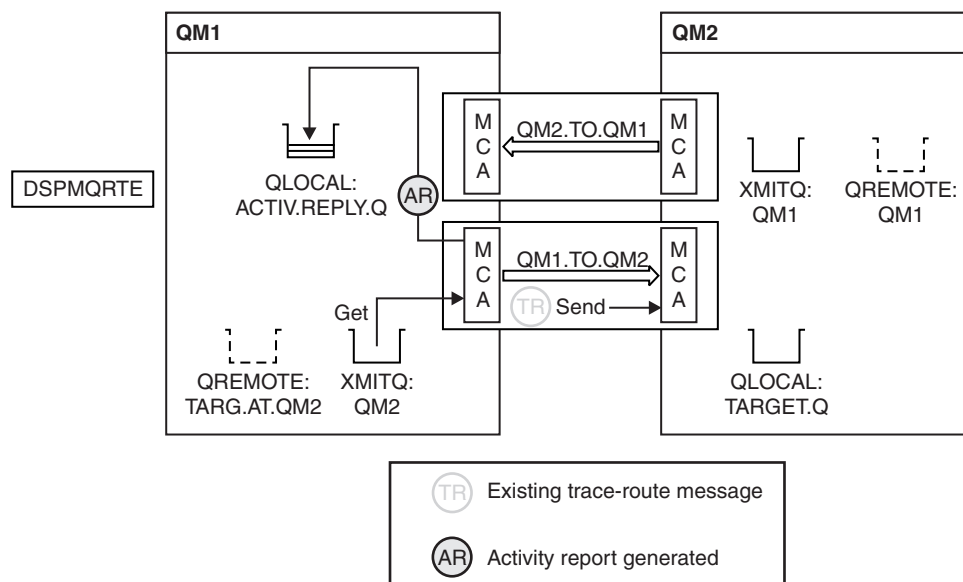 QM1
QM2
DSPMQRTE
QLOCAL:
ACTIV.REPLY.Q
AR
M
C
A
QM2.TO.QM1
M
C
A
XMITQ:
QM1
QREMOTE:
QM1
M
C
A
QM1.TO.QM2
TR Send
M
C
A
Get
QREMOTE:
TARG.AT.QM2
XMITQ:
QM2
QLOCAL:
TARGET.Q
TR Existing trace-route message
AR Activity report generated